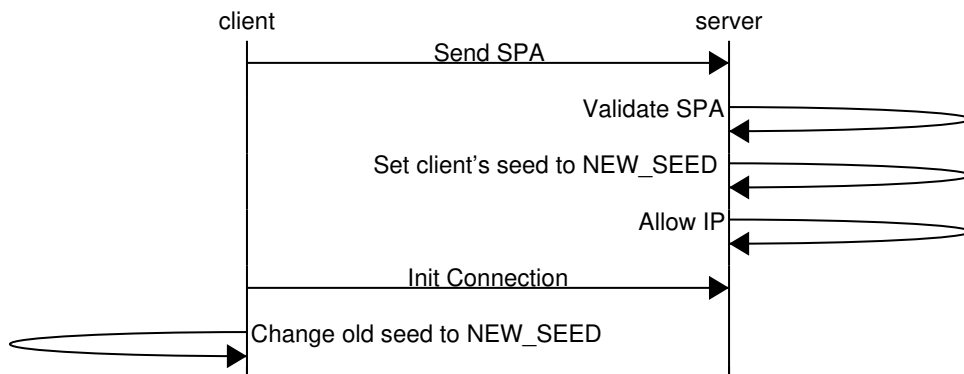 client server
Send SPA
Validate SPA
Set client's seed to NEW_SEED
Allow IP
Init Connection
Change old seed to NEW_SEED